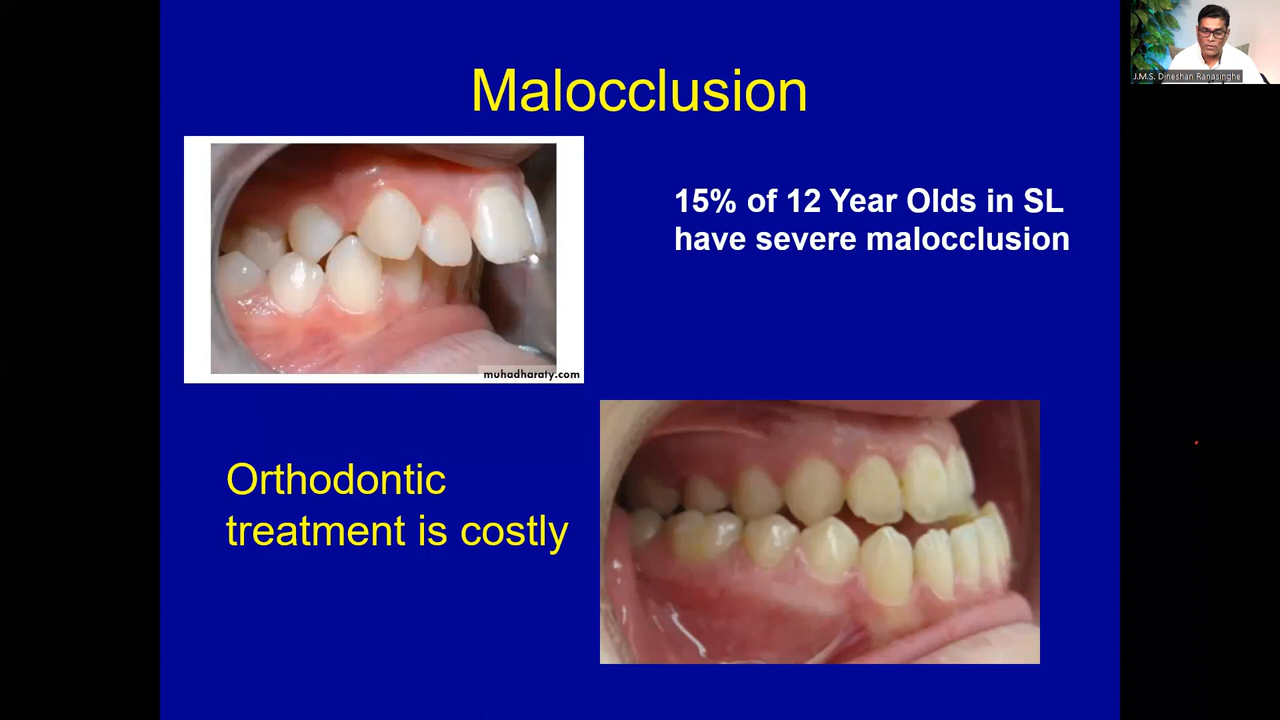 J.M.S. Dineshan Ranasinghe
Malocclusion
15% of 12 Year Olds in SL
have severe malocclusion
muhadharaty.com
Orthodontic
treatment is costly